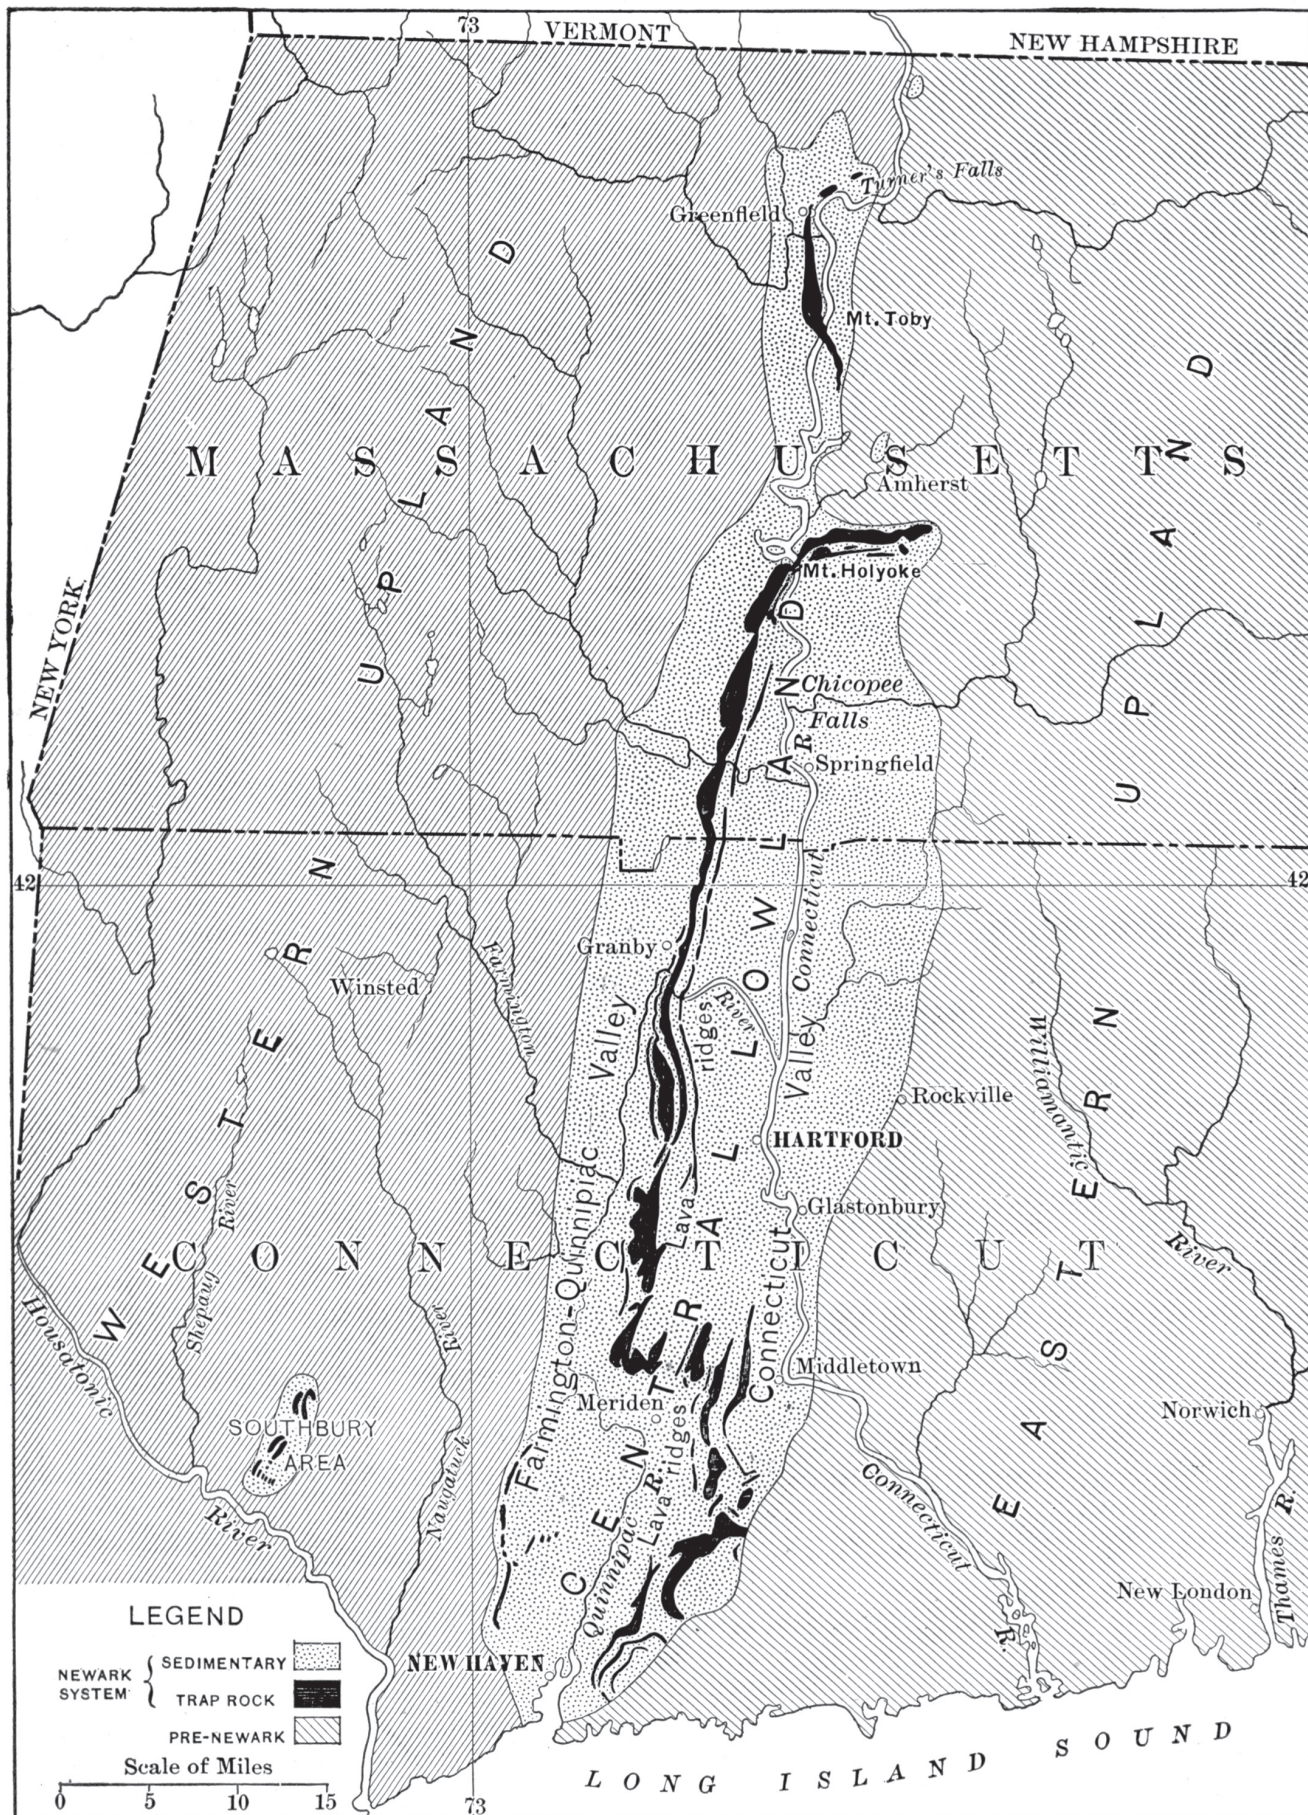 73
VERMONT
NEW HAMPSHIRE
Turner's Falls
Greenfield
Mt. Toby
MASSACHUSETTS
Amherst
Mt. Holyoke
NEW YORK
Chicopee
Falls
R
Springfield
42
42
Granby
Winsted
Farmington
River
Valley
ridges
Valley
Connecticut
Rockville
Williamantic
HARTFORD
Glastonbury
Lava
Farmington-Quinnipiac
Connecticut
CONNECTICUT
Shepaug
River
Housatonic
River
River
Naugatuck
Middletown
Meriden
SOUTHBURY
AREA
Norwich
Lava
ridges
Quinnipac
R.
Connecticut
R.
New London
Thames R.
NEW HAVEN
WESTERN
UPLAND
CENTRAL
LOWLAND
EASTERN
UPLAND
River
LEGEND
NEWARK
SYSTEM
SEDIMENTARY
TRAP ROCK
PRE-NEWARK
Scale of Miles
0 5 10 15
73
LONG ISLAND SOUND